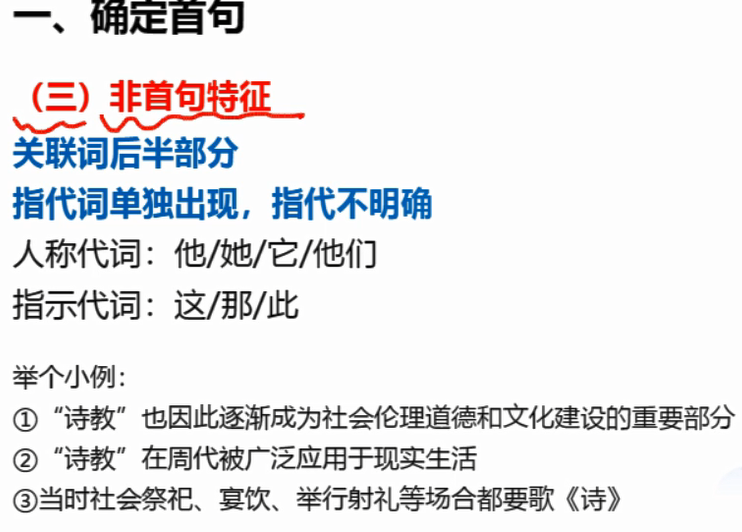 一、确定首句
（三）非首句特征
关联词后半部分
指代词单独出现，指代不明确
人称代词：他/她/它/他们
指示代词：这/那/此
举个小例：
①“诗教”也因此逐渐成为社会伦理道德和文化建设的重要部分
②“诗教”在周代被广泛应用于现实生活
③当时社会祭祀、宴饮、举行射礼等场合都要歌《诗》